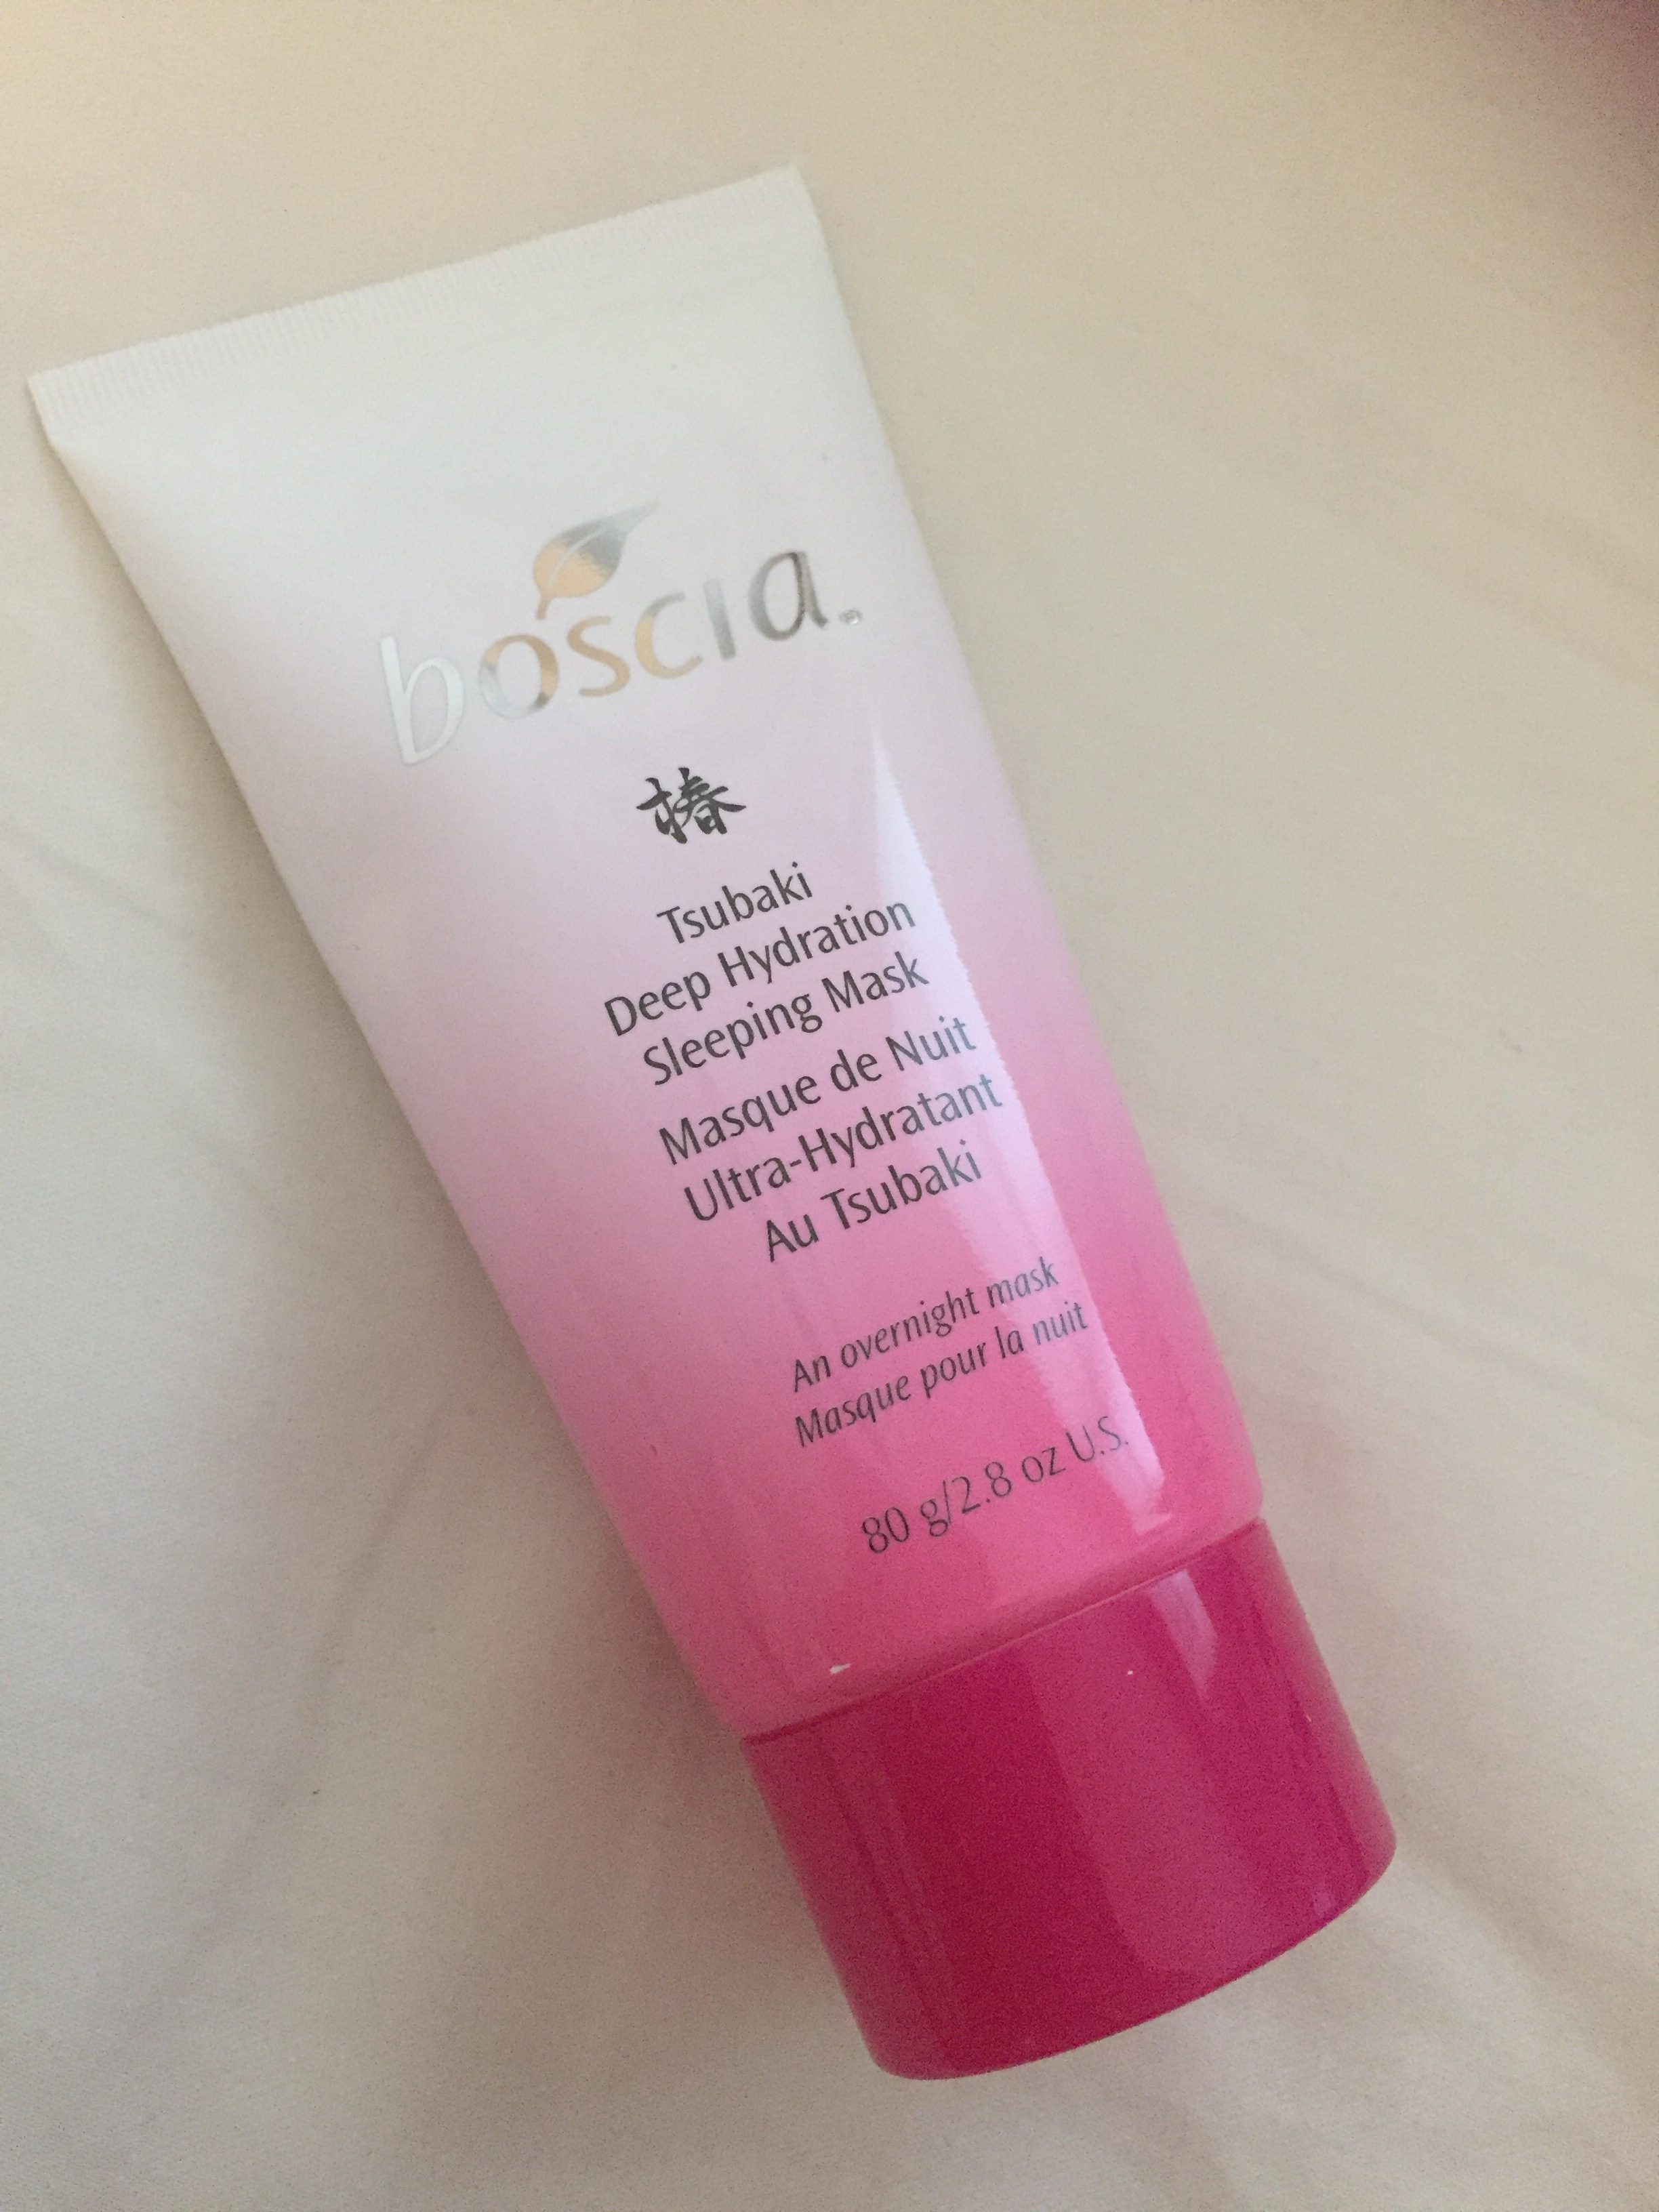 boscia®
椿
Tsubaki
Deep Hydration
Sleeping Mask
Masque de Nuit
Ultra-Hydratant
Au Tsubaki
An overnight mask
Masque pour la nuit
80 g/2.8 oz U.S.